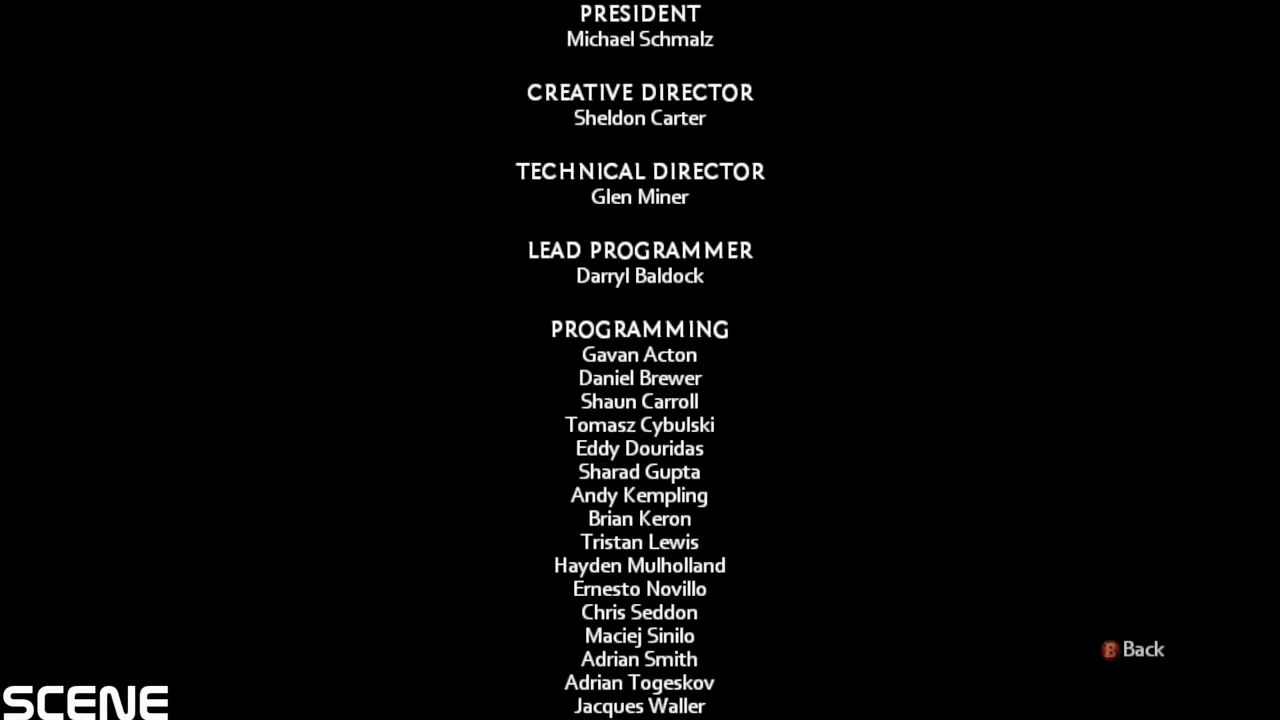 PRESIDENT
Michael Schmalz
CREATIVE DIRECTOR
Sheldon Carter
TECHNICAL DIRECTOR
Glen Miner
LEAD PROGRAMMER
Darryl Baldock
PROGRAMMING
Gavan Acton
Daniel Brewer
Shaun Carroll
Tomasz Cybulski
Eddy Douridas
Sharad Gupta
Andy Kempling
Brian Keron
Tristan Lewis
Hayden Mulholland
Ernesto Novillo
Chris Seddon
Maciej Sinilo
Adrian Smith
Adrian Togeskov
Jacques Waller
B Back
SCENE